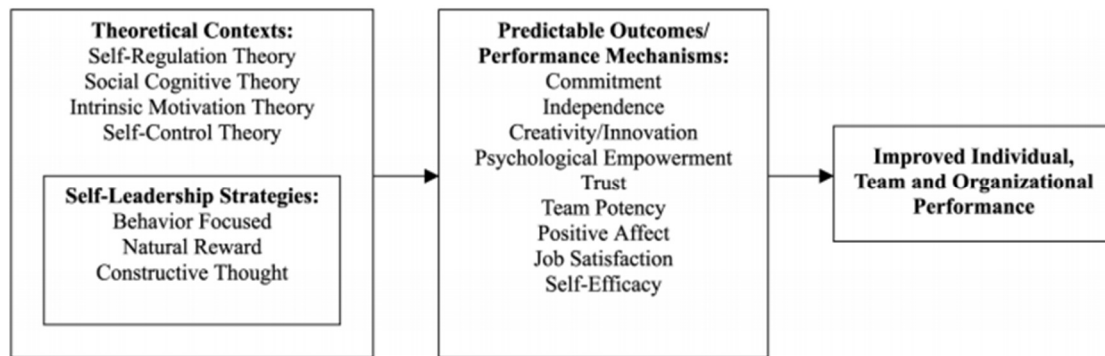 Theoretical Contexts:
Self-Regulation Theory
Social Cognitive Theory
Intrinsic Motivation Theory
Self-Control Theory
Self-Leadership Strategies:
Behavior Focused
Natural Reward
Constructive Thought
Predictable Outcomes/
Performance Mechanisms:
Commitment
Independence
Creativity/Innovation
Psychological Empowerment
Trust
Team Potency
Positive Affect
Job Satisfaction
Self-Efficacy
Improved Individual,
Team and Organizational
Performance